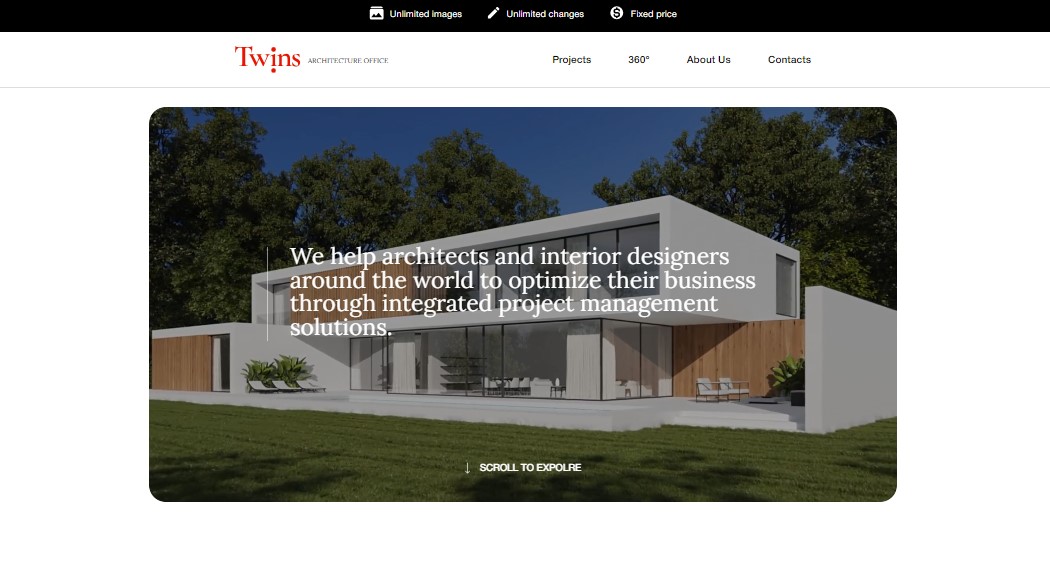 Unlimited images Unlimited changes Fixed price
Twins ARCHITECTURE OFFICE Projects 360° About Us Contacts
We help architects and interior designers
around the world to optimize their business
through integrated project management
solutions.
↓ SCROLL TO EXPOLRE